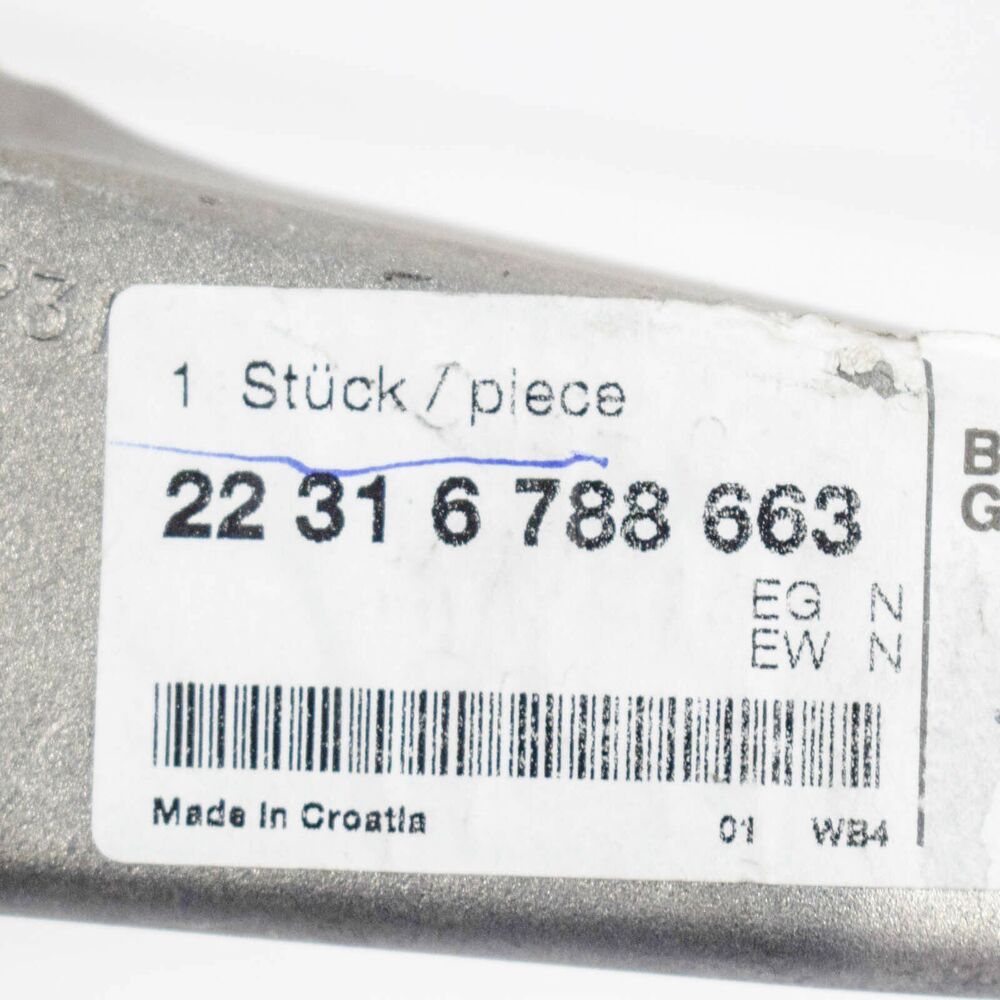 1 Stück / piece
22 31 6 788 663
EG N
EW N
Made in Croatia
01 WB4